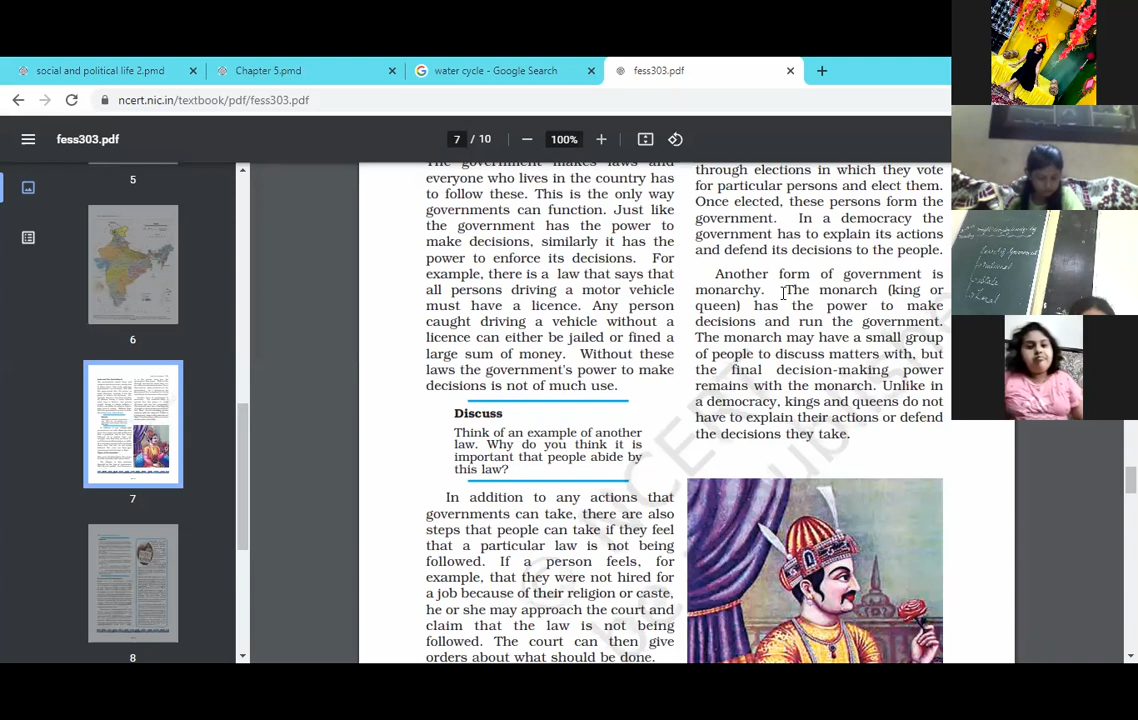 social and political life 2.pmd
Chapter 5.pmd
water cycle - Google Search
fess303.pdf
ncert.nic.in/textbook/pdf/fess303.pdf
fess303.pdf
7 / 10
100%
5
6
7
8
The government makes laws and
everyone who lives in the country has
to follow these. This is the only way
governments can function. Just like
the government has the power to
make decisions, similarly it has the
power to enforce its decisions. For
example, there is a law that says that
all persons driving a motor vehicle
must have a licence. Any person
caught driving a vehicle without a
licence can either be jailed or fined a
large sum of money. Without these
laws the government's power to make
decisions is not of much use.
Discuss
Think of an example of another
law. Why do you think it is
important that people abide by
this law?
In addition to any actions that
governments can take, there are also
steps that people can take if they feel
that a particular law is not being
followed. If a person feels, for
example, that they were not hired for
a job because of their religion or caste,
he or she may approach the court and
claim that the law is not being
followed. The court can then give
orders about what should be done.
through elections in which they vote
for particular persons and elect them.
Once elected, these persons form the
government. In a democracy the
government has to explain its actions
and defend its decisions to the people.
Another form of government is
monarchy. The monarch (king or
queen) has the power to make
decisions and run the government.
The monarch may have a small group
of people to discuss matters with, but
the final decision-making power
remains with the monarch. Unlike in
a democracy, kings and queens do not
have to explain their actions or defend
the decisions they take.
© NCERT